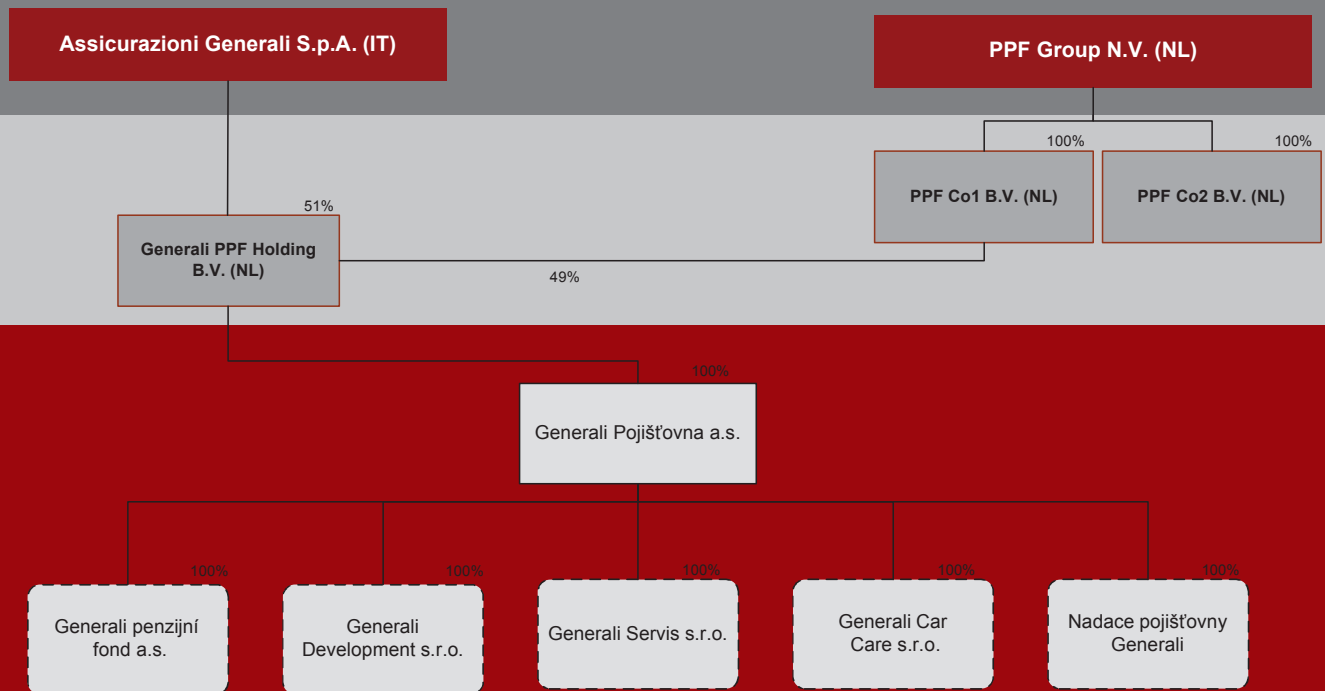 Assicurazioni Generali S.p.A. (IT)
PPF Group N.V. (NL)
100%
100%
PPF Co1 B.V. (NL)
PPF Co2 B.V. (NL)
51%
Generali PPF Holding
B.V. (NL)
49%
100%
Generali Pojišťovna a.s.
100%
100%
100%
100%
100%
Generali penzijní
fond a.s.
Generali
Development s.r.o.
Generali Servis s.r.o.
Generali Car
Care s.r.o.
Nadace pojišťovny
Generali